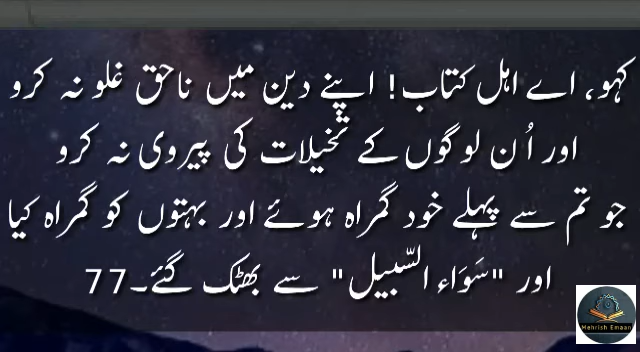 کہو، اے اہل کتاب! اپنے دین میں ناحق غلو نہ کرو
اور اُن لوگوں کے تخیلات کی پیروی نہ کرو
جو تم سے پہلے خود گمراہ ہوئے اور بہتوں کو گمراہ کیا
اور "سَوَاء السّبیل" سے بھٹک گئے۔77
Mehrish Emaan